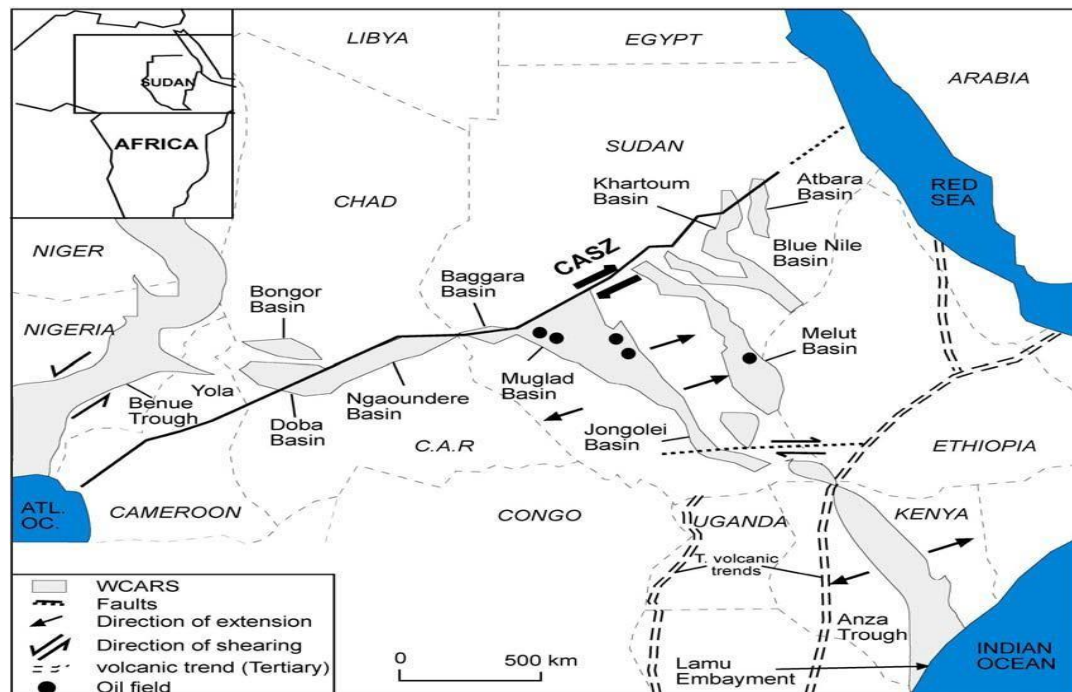 LIBYA
EGYPT
ARABIA
SUDAN
AFRICA
SUDAN
Khartoum
Basin
Atbara
Basin
RED
SEA
CHAD
NIGER
Blue Nile
Basin
CASZ
Baggara
Basin
Bongor
Basin
NIGERIA
Melut
Basin
Yola
Benue
Trough
Muglad
Basin
Ngaoundere
Basin
Doba
Basin
Jongolei
Basin
C.A.R
ETHIOPIA
ATL.
OC.
CAMEROON
CONGO
UGANDA
KENYA
T. volcanic
trends
Anza
Trough
Lamu
Embayment
INDIAN
OCEAN
WCARS
Faults
Direction of extension
Direction of shearing
volcanic trend (Tertiary)
Oil field
0 500 km